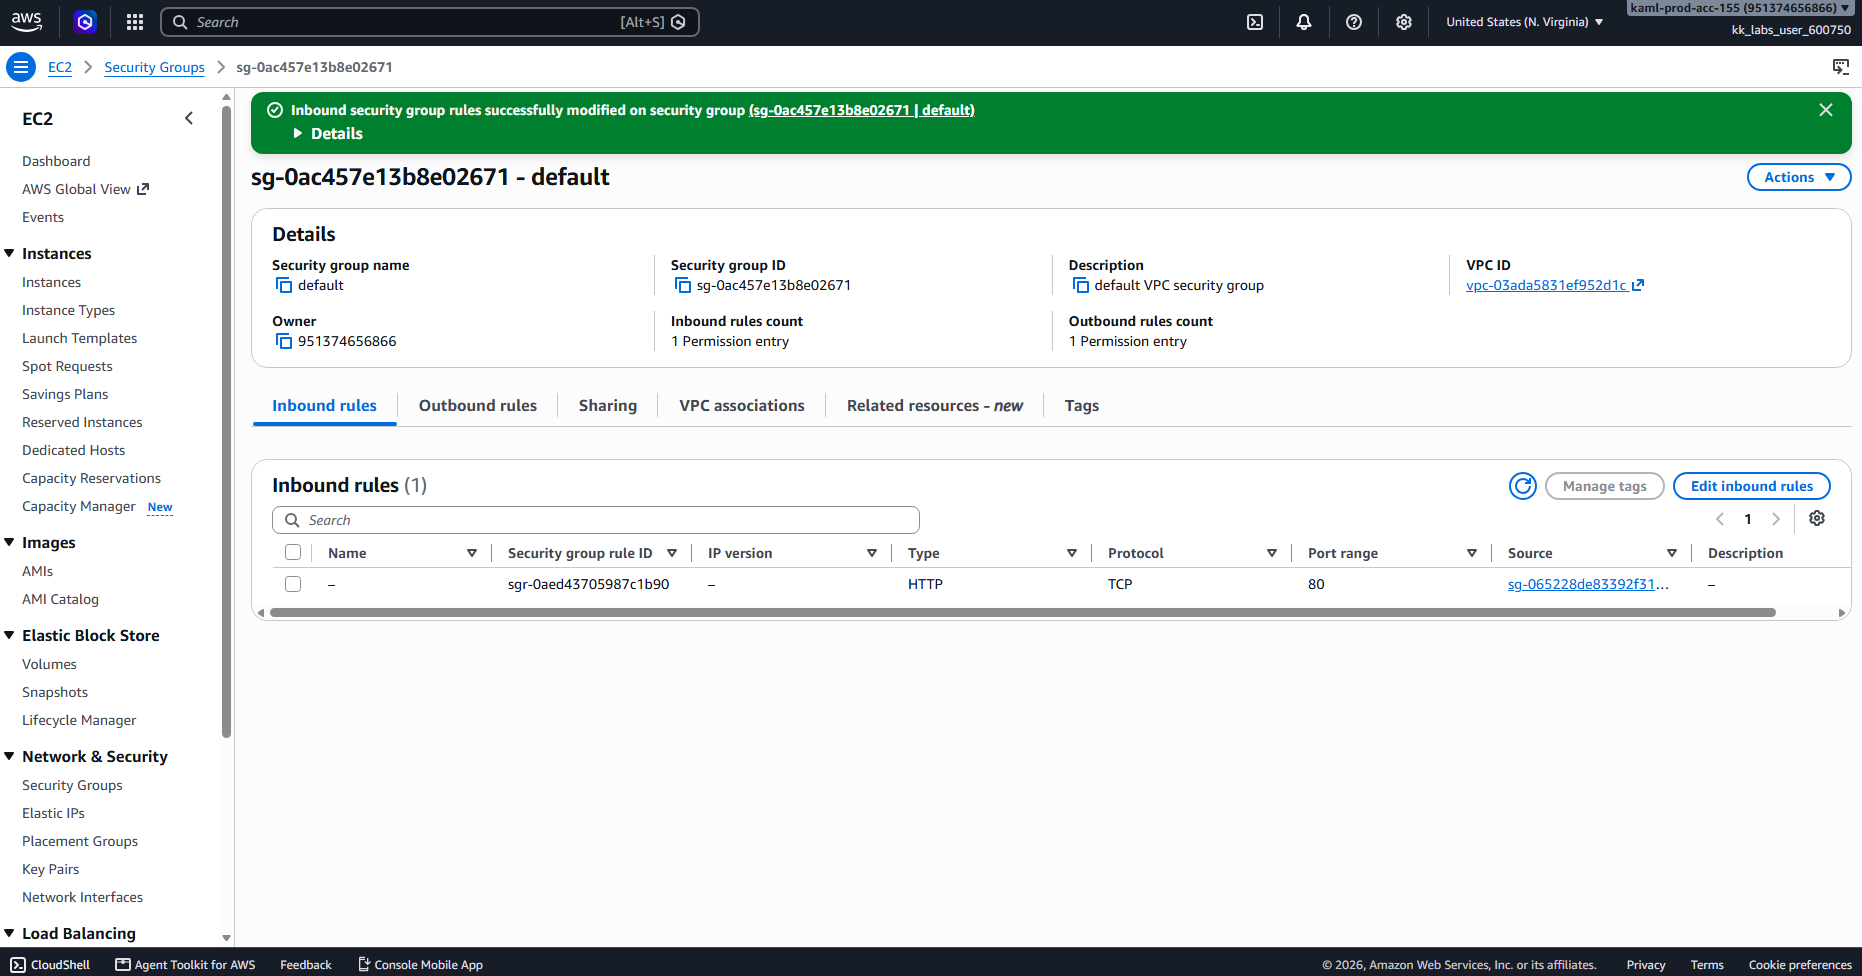 aws
Search
[Alt+S]
United States (N. Virginia)
kaml-prod-acc-155 (951374656866)
kk_labs_user_600750
EC2
Security Groups
sg-0ac457e13b8e02671
EC2
Dashboard
AWS Global View
Events
Instances
Instances
Instance Types
Launch Templates
Spot Requests
Savings Plans
Reserved Instances
Dedicated Hosts
Capacity Reservations
Capacity Manager New
Images
AMIs
AMI Catalog
Elastic Block Store
Volumes
Snapshots
Lifecycle Manager
Network & Security
Security Groups
Elastic IPs
Placement Groups
Key Pairs
Network Interfaces
Load Balancing
Inbound security group rules successfully modified on security group (sg-0ac457e13b8e02671 | default)
Details
sg-0ac457e13b8e02671 - default
Actions
Details
Security group name
default
Security group ID
sg-0ac457e13b8e02671
Description
default VPC security group
VPC ID
vpc-03ada5831ef952d1c
Owner
951374656866
Inbound rules count
1 Permission entry
Outbound rules count
1 Permission entry
Inbound rules
Outbound rules
Sharing
VPC associations
Related resources - new
Tags
Inbound rules (1)
Manage tags
Edit inbound rules
Search
1
Name Security group rule ID IP version Type Protocol Port range Source Description
– sgr-0aed43705987c1b90 – HTTP TCP 80 sg-065228de83392f31... –
CloudShell
Agent Toolkit for AWS
Feedback
Console Mobile App
© 2026, Amazon Web Services, Inc. or its affiliates.
Privacy
Terms
Cookie preferences